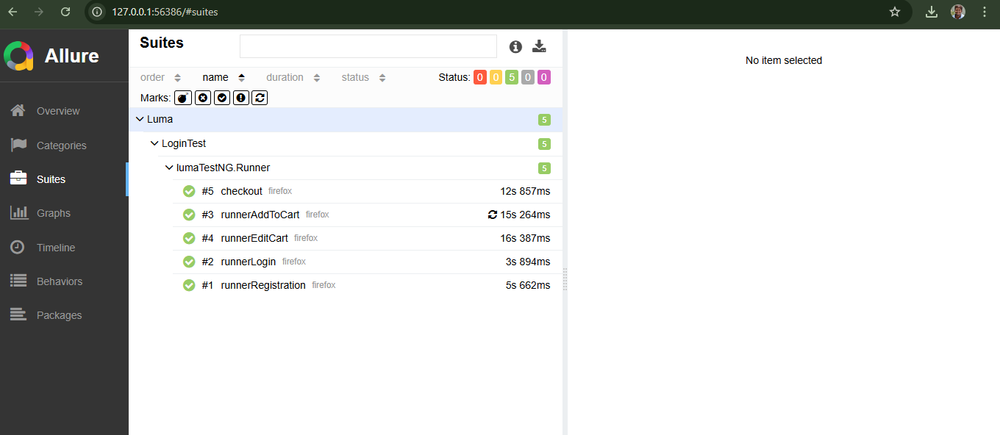 127.0.0.1:56386/#suites
Allure
Overview
Categories
Suites
Graphs
Timeline
Behaviors
Packages
Suites
order name duration status Status: 0 0 5 0 0
Marks:
Luma 5
LoginTest 5
lumaTestNG.Runner 5
#5 checkout firefox 12s 857ms
#3 runnerAddToCart firefox 15s 264ms
#4 runnerEditCart firefox 16s 387ms
#2 runnerLogin firefox 3s 894ms
#1 runnerRegistration firefox 5s 662ms
No item selected